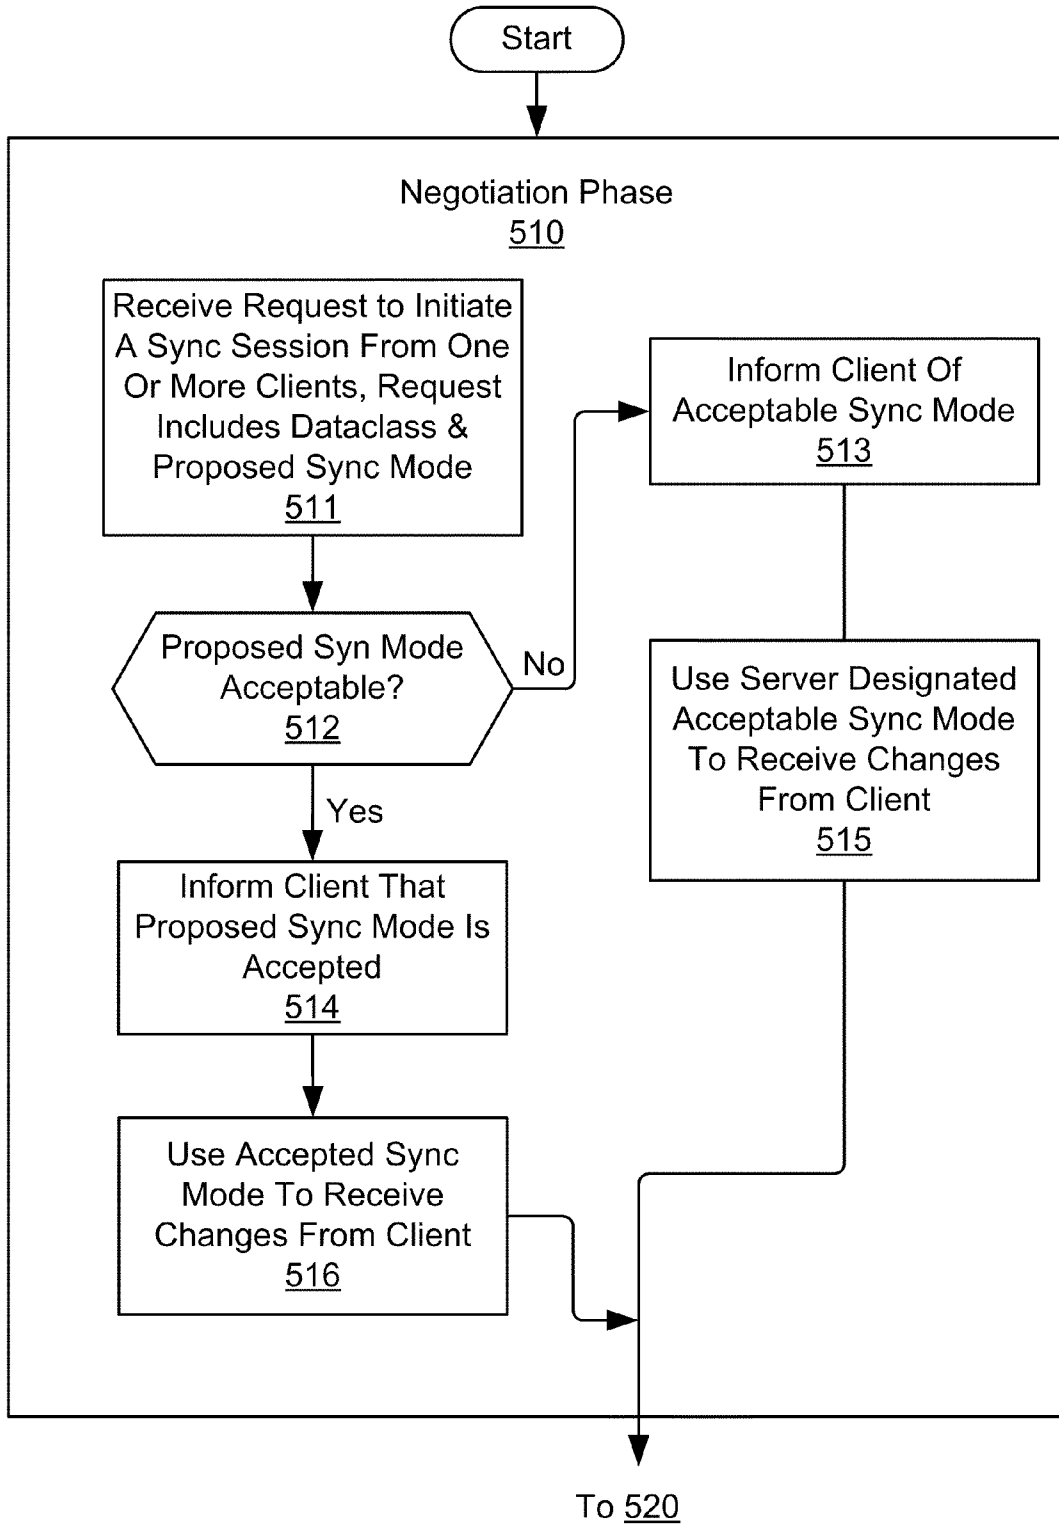 Start
Negotiation Phase
510
Receive Request to Initiate
A Sync Session From One
Or More Clients, Request
Includes Dataclass &
Proposed Sync Mode
511
Inform Client Of
Acceptable Sync Mode
513
Proposed Syn Mode
Acceptable?
512
No
Use Server Designated
Acceptable Sync Mode
To Receive Changes
From Client
515
Yes
Inform Client That
Proposed Sync Mode Is
Accepted
514
Use Accepted Sync
Mode To Receive
Changes From Client
516
To 520